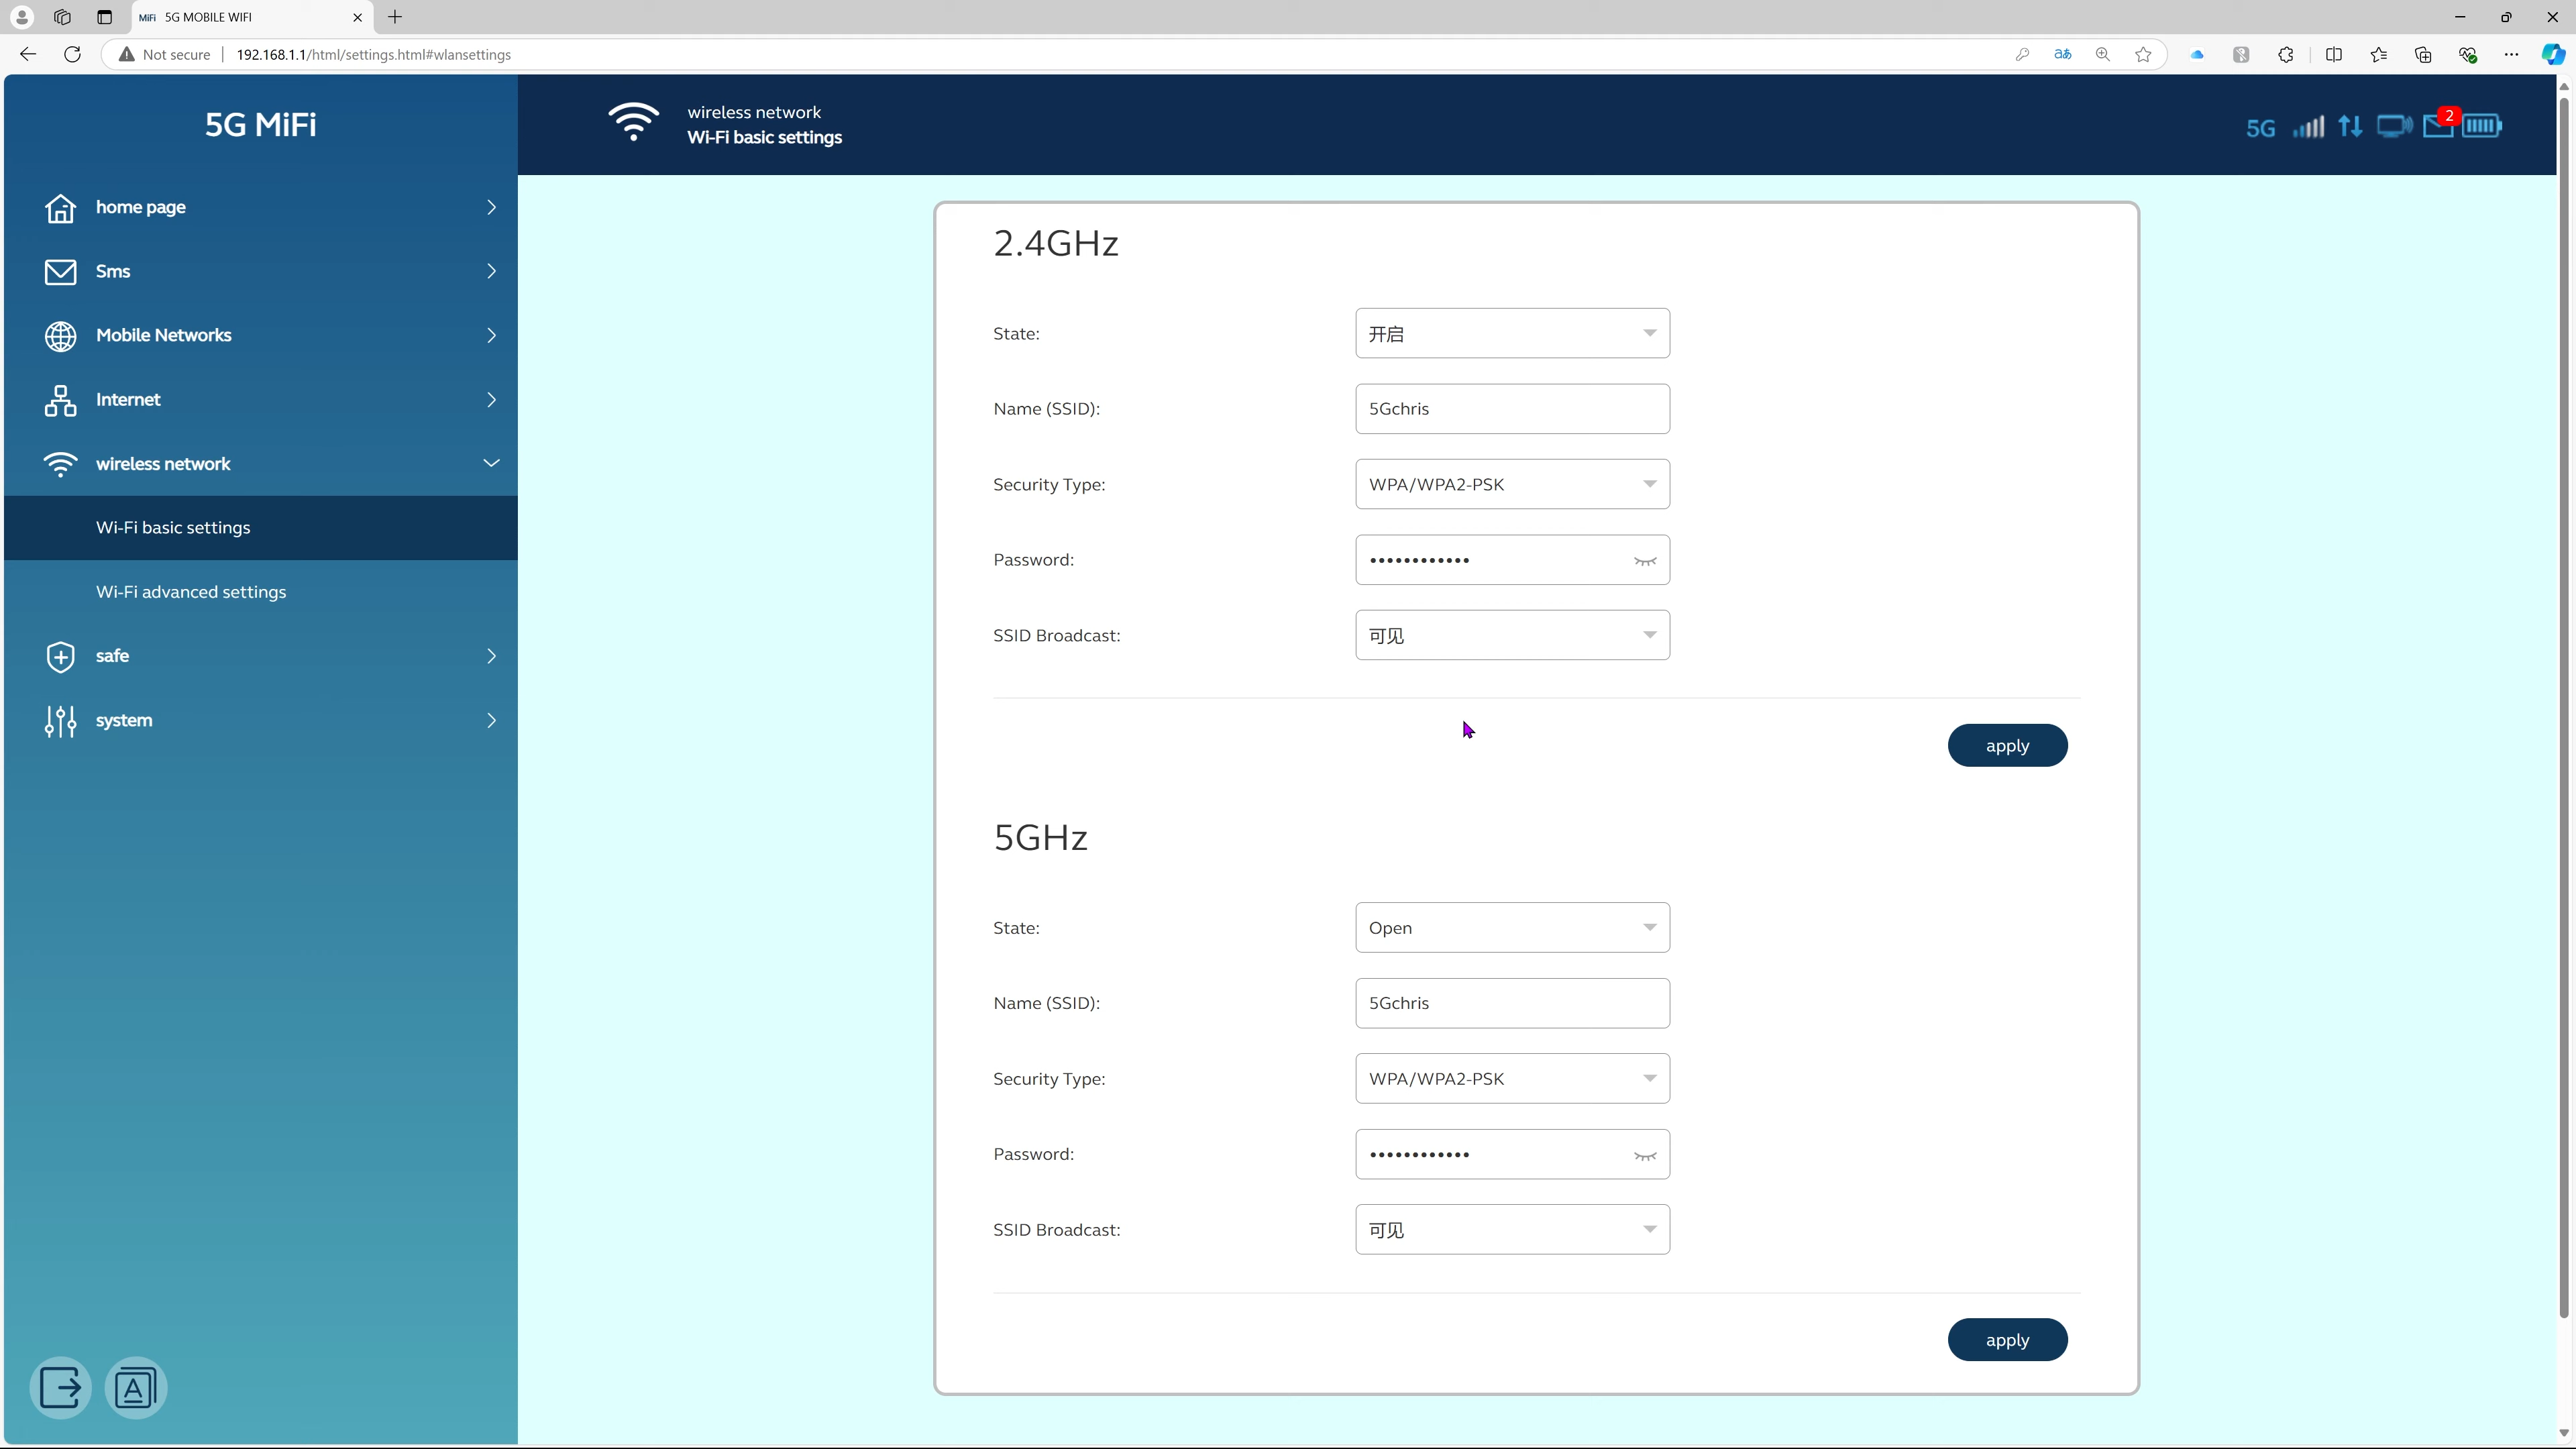 MiFi 5G MOBILE WIFI
Not secure 192.168.1.1/html/settings.html#wlansettings aあ
5G MiFi
home page
Sms
Mobile Networks
Internet
wireless network
Wi-Fi basic settings
Wi-Fi advanced settings
safe
system
A
wireless network
Wi-Fi basic settings
5G 2
2.4GHz
State: 开启
Name (SSID): 5Gchris
Security Type: WPA/WPA2-PSK
Password: ••••••••••••
SSID Broadcast: 可见
apply
5GHz
State: Open
Name (SSID): 5Gchris
Security Type: WPA/WPA2-PSK
Password: ••••••••••••
SSID Broadcast: 可见
apply